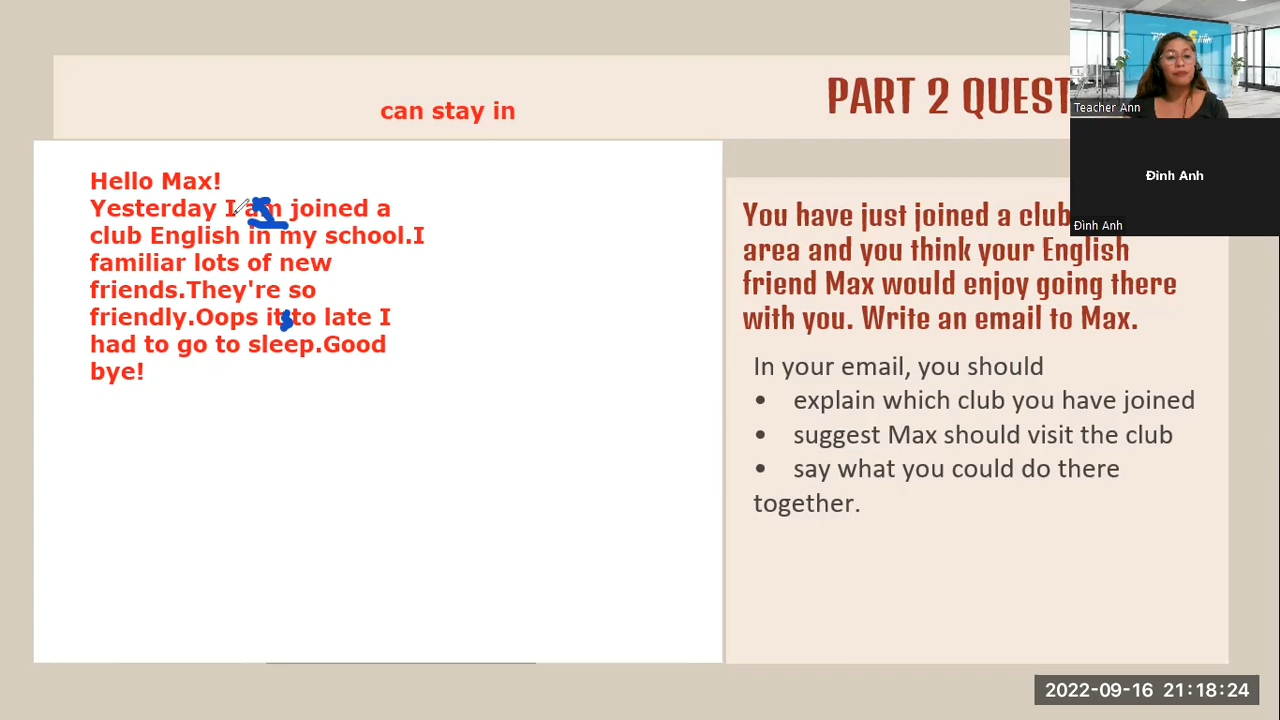 PART 2 QUEST
can stay in
Hello Max!
Yesterday I am joined a
club English in my school.I
familiar lots of new
friends.They're so
friendly.Oops it's to late I
had to go to sleep.Good
bye!
You have just joined a club
area and you think your English
friend Max would enjoy going there
with you. Write an email to Max.
In your email, you should
• explain which club you have joined
• suggest Max should visit the club
• say what you could do there
together.
Teacher Ann
Đình Anh
Đình Anh
2022-09-16 21:18:24